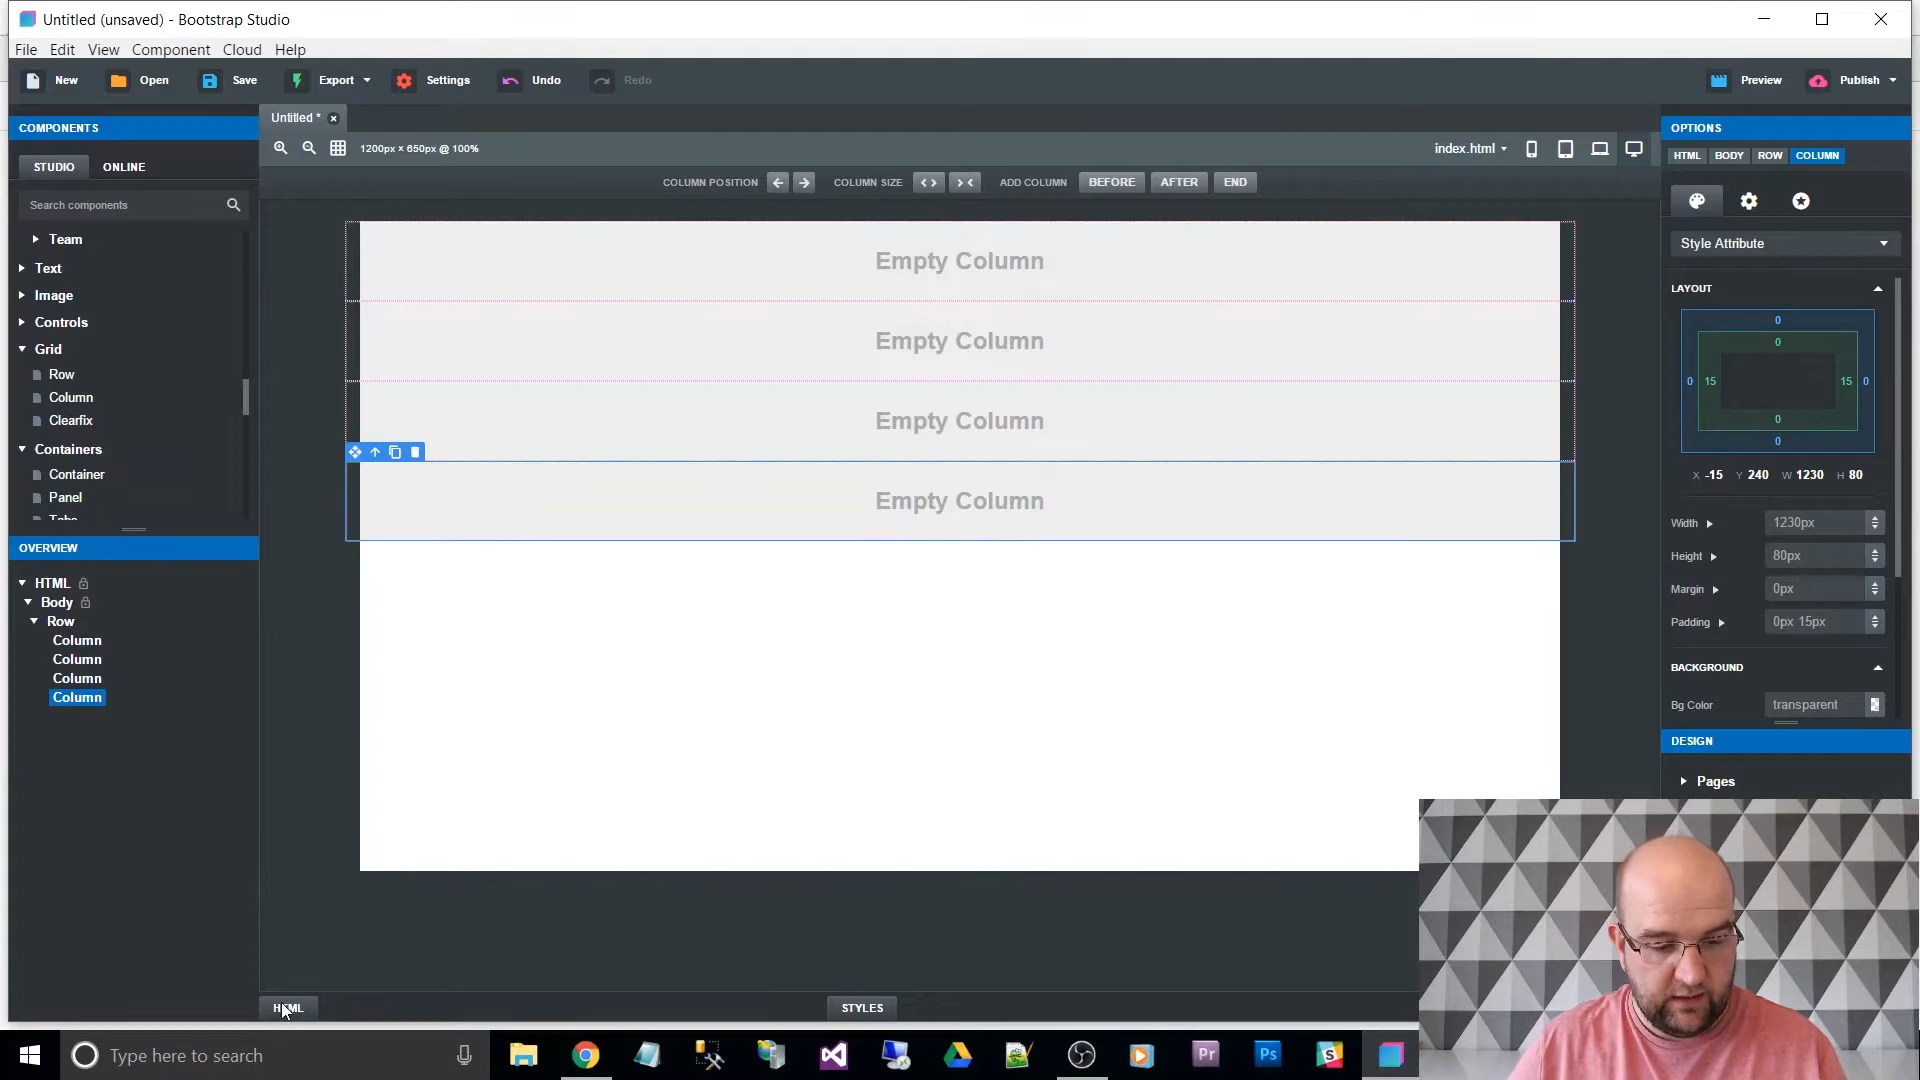 Untitled (unsaved) - Bootstrap Studio
File Edit View Component Cloud Help
New Open Save Export Settings Undo Redo Preview Publish
COMPONENTS
STUDIO ONLINE
Search components
Team
Text
Image
Controls
Grid
Row
Column
Clearfix
Containers
Container
Panel
OVERVIEW
HTML
Body
Row
Column
Column
Column
Column
Untitled *
1200px × 650px @ 100%
index.html
COLUMN POSITION COLUMN SIZE ADD COLUMN BEFORE AFTER END
Empty Column
Empty Column
Empty Column
Empty Column
HTML
STYLES
OPTIONS
HTML BODY ROW COLUMN
Style Attribute
LAYOUT
0
0
0 15 15 0
0
0
X -15 Y 240 W 1230 H 80
Width 1230px
Height 80px
Margin 0px
Padding 0px 15px
BACKGROUND
Bg Color transparent
DESIGN
Pages
Type here to search
Pr
Ps